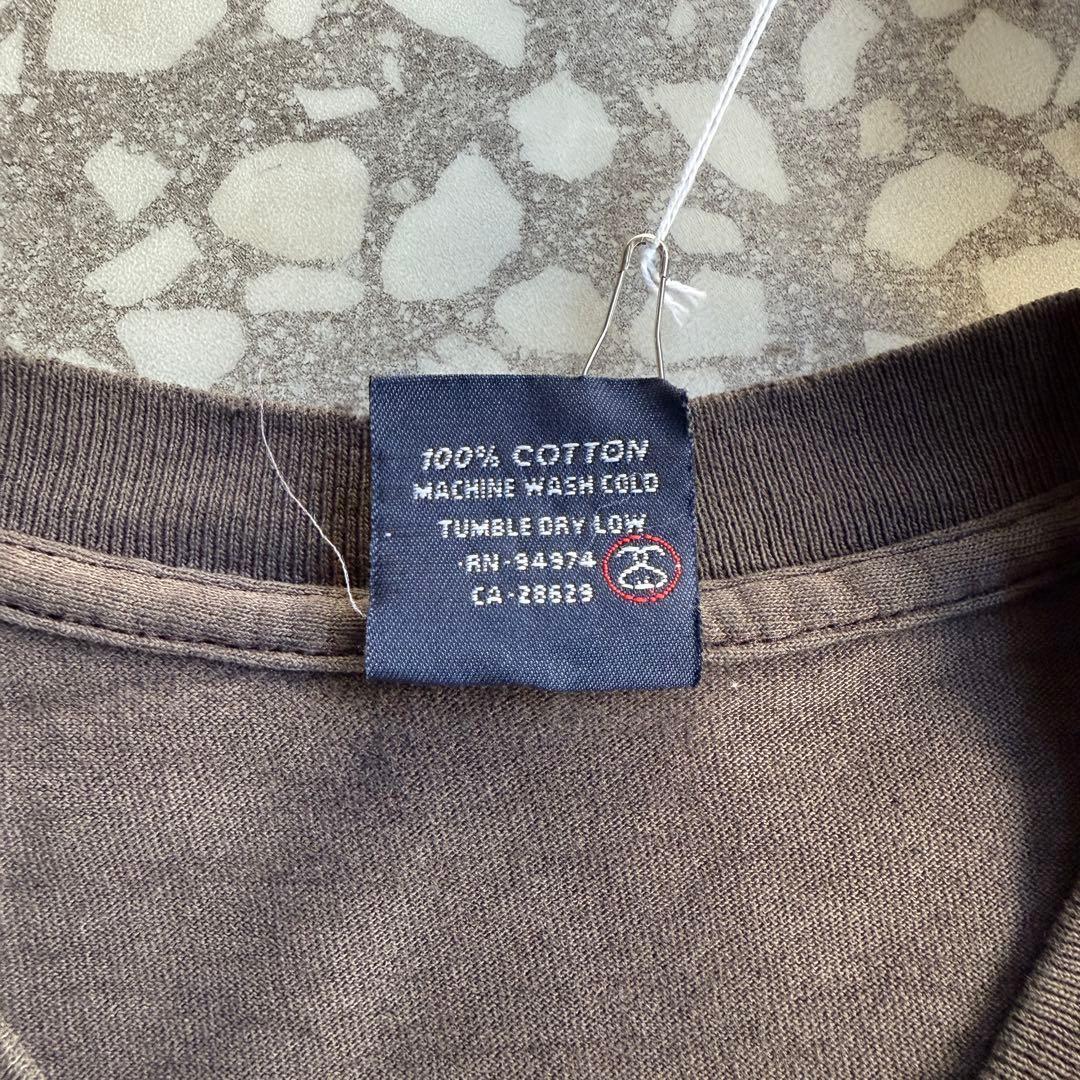 100% COTTON
MACHINE WASH COLD
TUMBLE DRY LOW
RN-94974
CA-28629